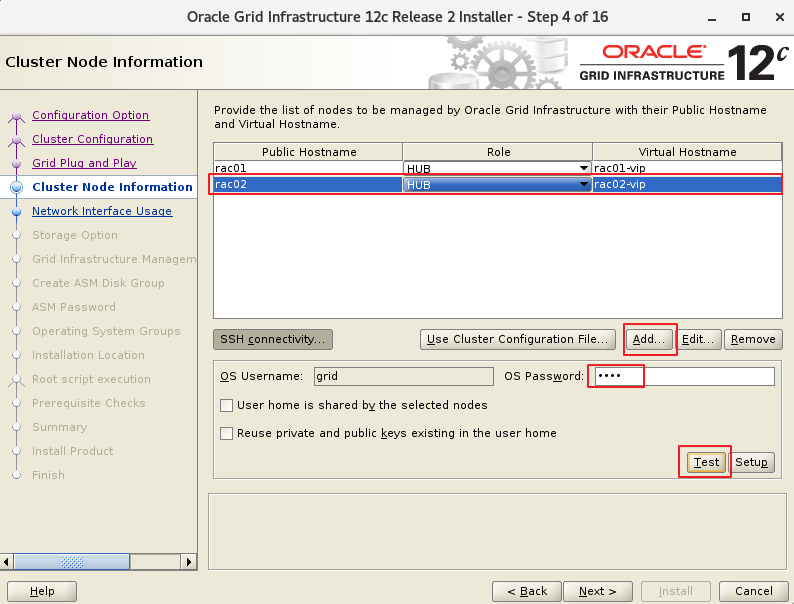 Oracle Grid Infrastructure 12c Release 2 Installer - Step 4 of 16
Cluster Node Information
ORACLE
GRID INFRASTRUCTURE
12c
Configuration Option
Cluster Configuration
Grid Plug and Play
Cluster Node Information
Network Interface Usage
Storage Option
Grid Infrastructure Managem
Create ASM Disk Group
ASM Password
Operating System Groups
Installation Location
Root script execution
Prerequisite Checks
Summary
Install Product
Finish
Provide the list of nodes to be managed by Oracle Grid Infrastructure with their Public Hostname
and Virtual Hostname.
Public Hostname Role Virtual Hostname
rac01 HUB rac01-vip
rac02 HUB rac02-vip
SSH connectivity... Use Cluster Configuration File... Add... Edit... Remove
OS Username: grid OS Password: ••••
User home is shared by the selected nodes
Reuse private and public keys existing in the user home
Test Setup
Help < Back Next > Install Cancel